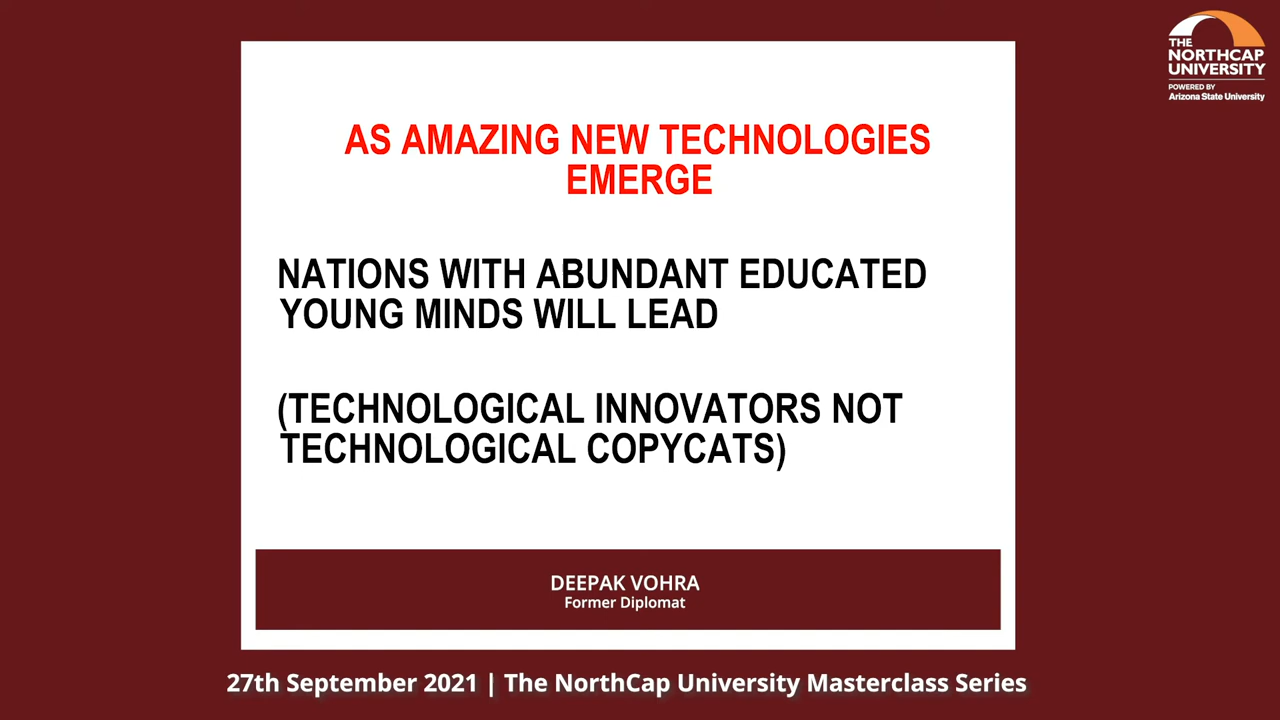 THE
NORTHCAP
UNIVERSITY
POWERED BY
Arizona State University
AS AMAZING NEW TECHNOLOGIES
EMERGE
NATIONS WITH ABUNDANT EDUCATED
YOUNG MINDS WILL LEAD
(TECHNOLOGICAL INNOVATORS NOT
TECHNOLOGICAL COPYCATS)
DEEPAK VOHRA
Former Diplomat
27th September 2021 | The NorthCap University Masterclass Series